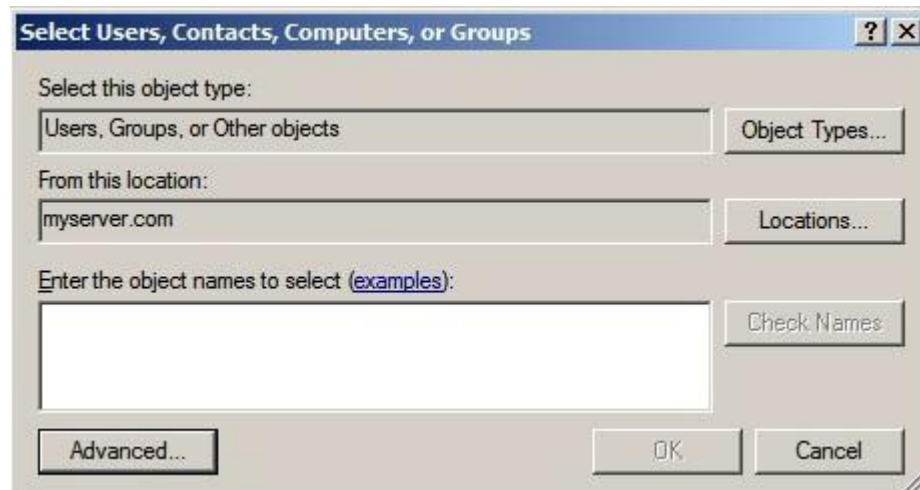 Select Users, Contacts, Computers, or Groups
Select this object type:
Users, Groups, or Other objects
Object Types...
From this location:
myserver.com
Locations...
Enter the object names to select (examples):
Check Names
Advanced...
OK
Cancel